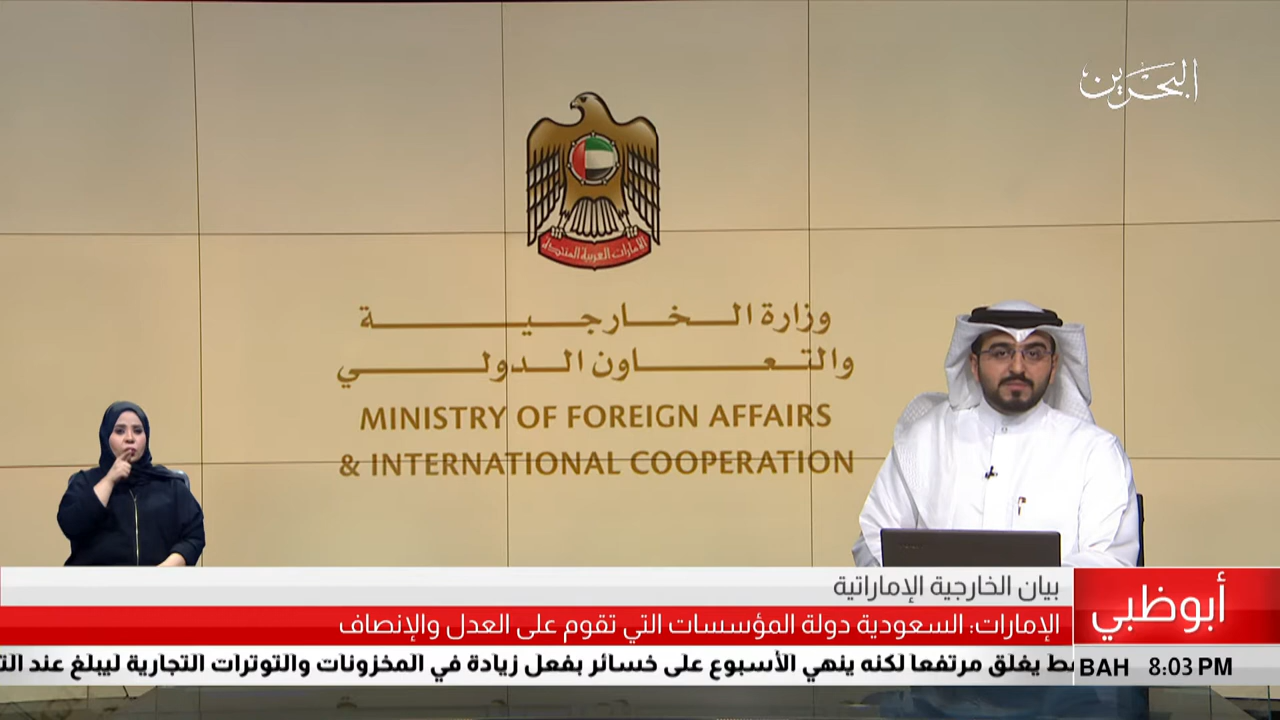 البحرين
الإمارات العربية المتحدة
وزارة الخارجية
والتعاون الدولي
MINISTRY OF FOREIGN AFFAIRS
& INTERNATIONAL COOPERATION
بيان الخارجية الإماراتية
أبوظبي
الإمارات: السعودية دولة المؤسسات التي تقوم على العدل والإنصاف
يغلق مرتفعا لكنه ينهي الأسبوع على خسائر بفعل زيادة في المخزونات والتوترات التجارية ليبلغ عند
BAH 8:03 PM